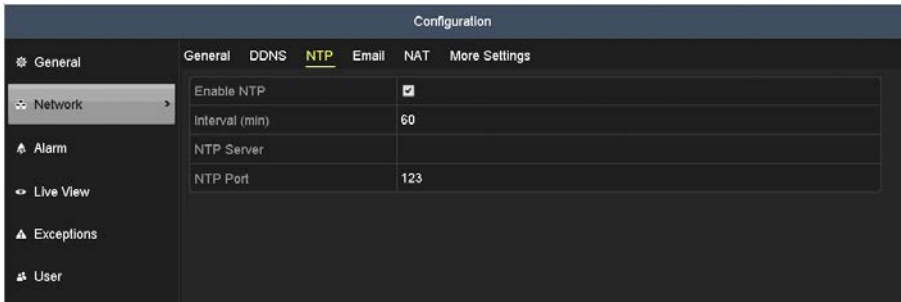 Configuration
General
Network
Alarm
Live View
Exceptions
User
General DDNS NTP Email NAT More Settings
Enable NTP
Interval (min) 60
NTP Server
NTP Port 123